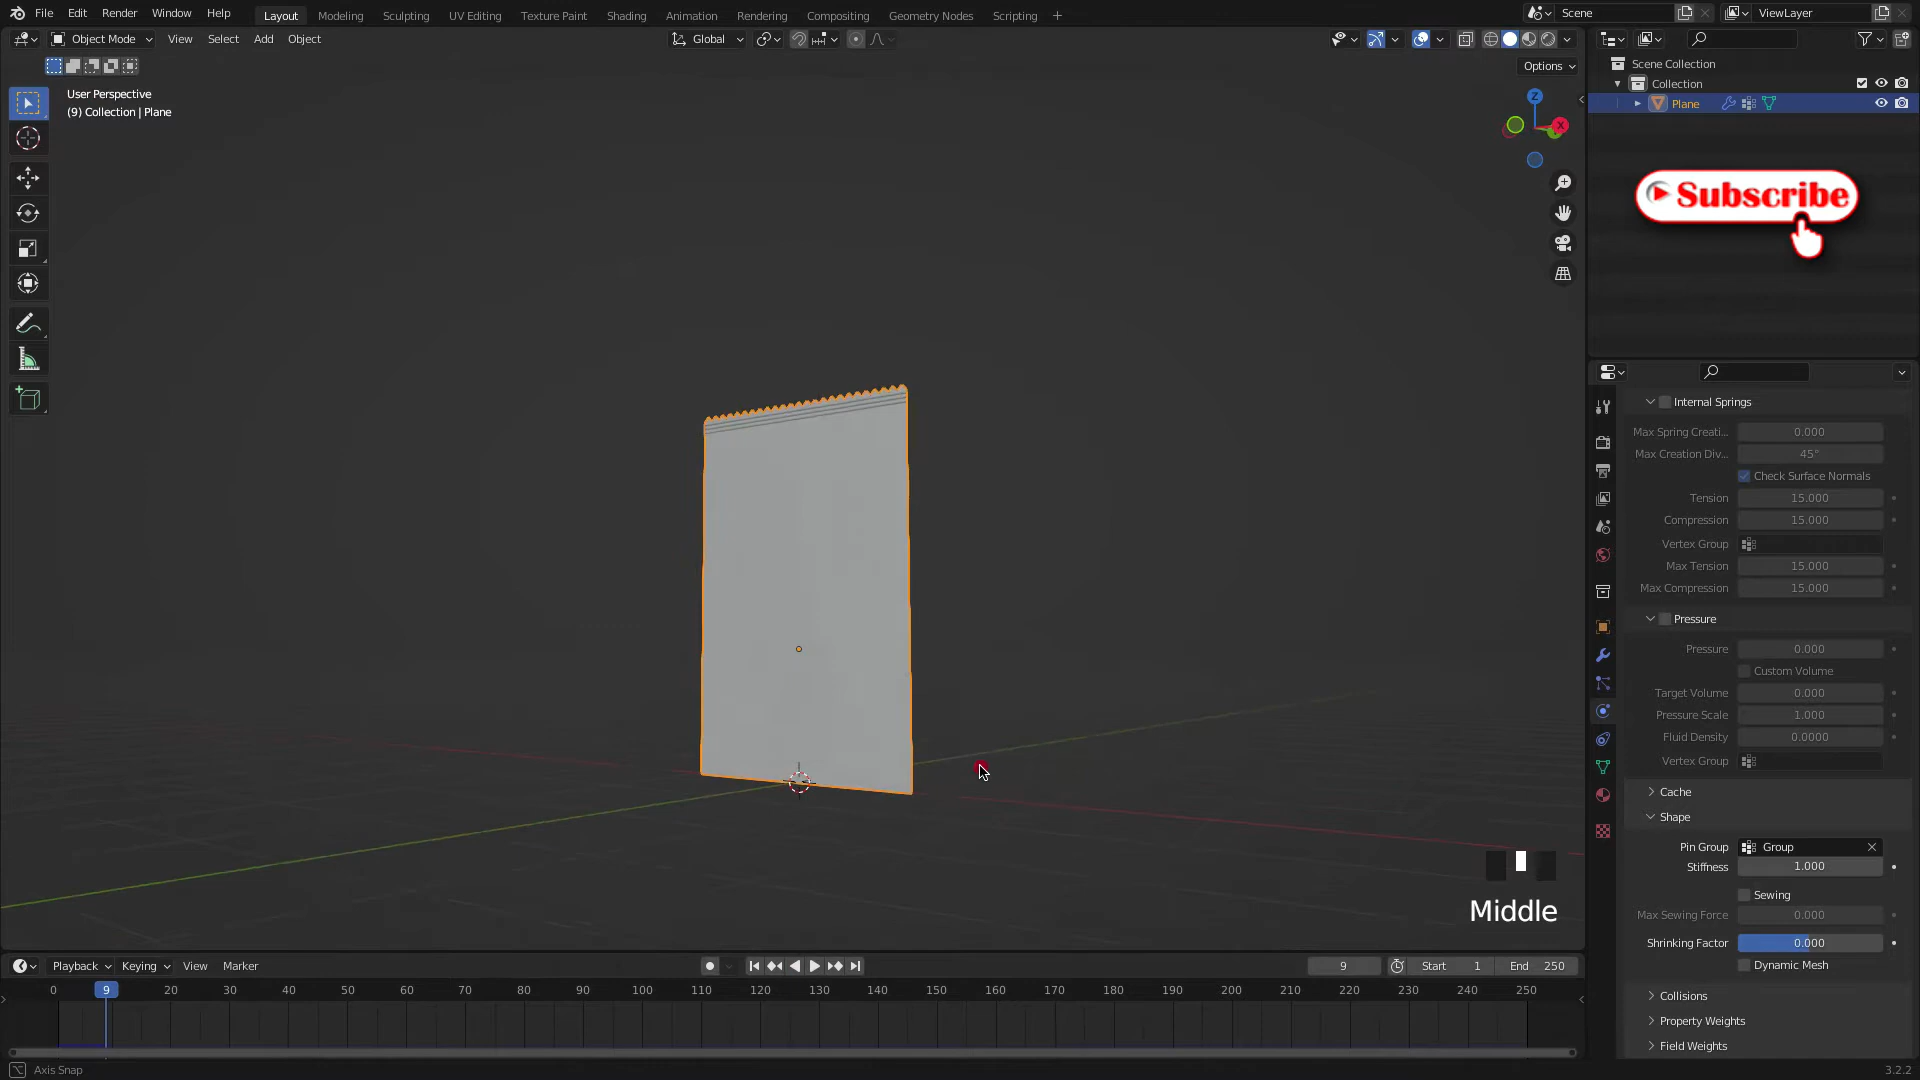 File Edit Render Window Help Layout Modeling Sculpting UV Editing Texture Paint Shading Animation Rendering Compositing Geometry Nodes Scripting + Scene ViewLayer
Object Mode View Select Add Object Global
Options
User Perspective
(9) Collection | Plane
Z
X
Scene Collection
Collection
Plane
Subscribe
Internal Springs
Max Spring Creati... 0.000
Max Creation Div... 45°
Check Surface Normals
Tension 15.000
Compression 15.000
Vertex Group
Max Tension 15.000
Max Compression 15.000
Pressure
Pressure 0.000
Custom Volume
Target Volume 0.000
Pressure Scale 1.000
Fluid Density 0.0000
Vertex Group
Cache
Shape
Pin Group Group
Stiffness 1.000
Sewing
Max Sewing Force 0.000
Shrinking Factor 0.000
Dynamic Mesh
Collisions
Property Weights
Field Weights
Middle
Playback Keying View Marker 9 Start 1 End 250
0 9 20 30 40 50 60 70 80 90 100 110 120 130 140 150 160 170 180 190 200 210 220 230 240 250
Axis Snap
3.2.2